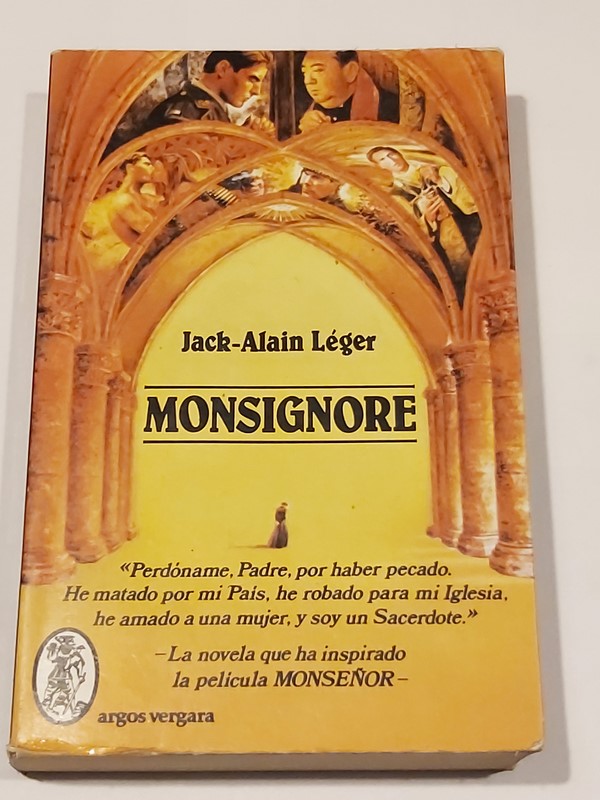 Jack-Alain Léger
MONSIGNORE
«Perdóname, Padre, por haber pecado.
He matado por mi País, he robado para mi Iglesia,
he amado a una mujer, y soy un Sacerdote.»
–La novela que ha inspirado
la película MONSEÑOR–
argos vergara